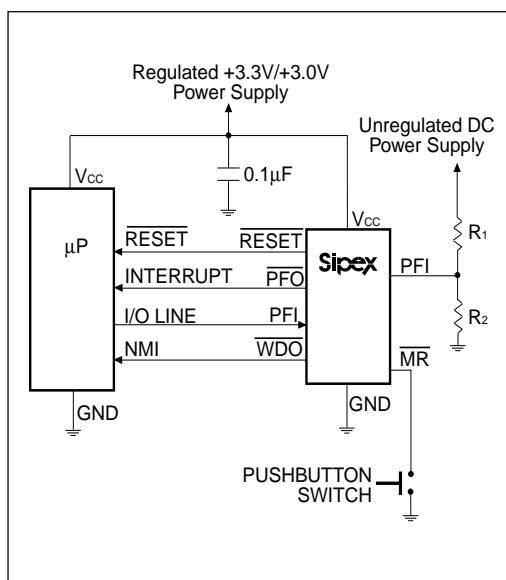 Regulated +3.3V/+3.0V
Power Supply
Unregulated DC
Power Supply
0.1µF
VCC
VCC
µP
RESET
RESET
Sipex
R1
INTERRUPT
PFO
PFI
I/O LINE
PFI
R2
NMI
WDO
MR
GND
GND
PUSHBUTTON
SWITCH